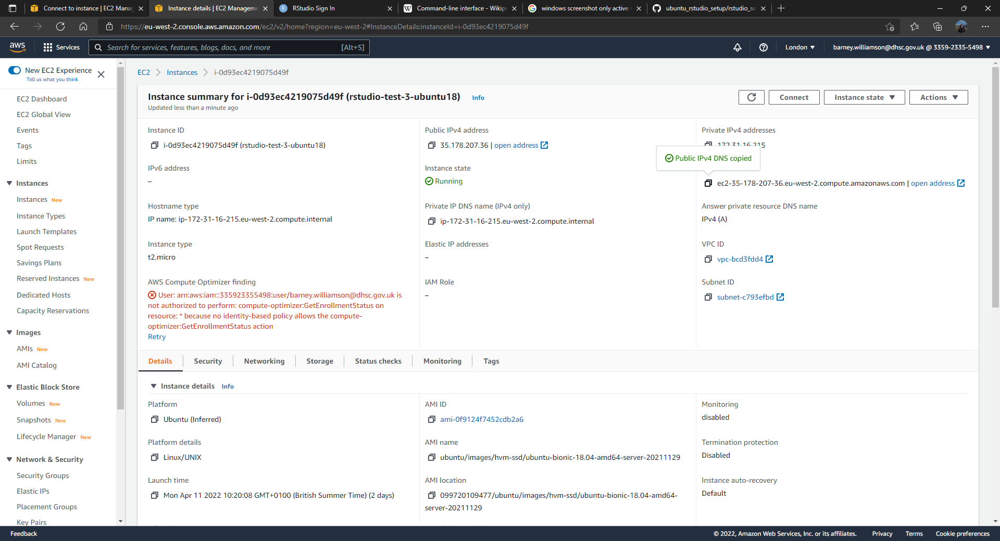 Connect to instance | EC2 Manag
Instance details | EC2 Manageme
RStudio Sign In
Command-line interface - Wikip
windows screenshot only active
ubuntu_rstudio_setup/rstudio_se
https://eu-west-2.console.aws.amazon.com/ec2/v2/home?region=eu-west-2#InstanceDetails:instanceId=i-0d93ec4219075d49f
aws
Services
Search for services, features, blogs, docs, and more
[Alt+S]
London
barney.williamson@dhsc.gov.uk @ 3359-2335-5498
New EC2 Experience
Tell us what you think
EC2 Dashboard
EC2 Global View
Events
Tags
Limits
Instances
Instances New
Instance Types
Launch Templates
Spot Requests
Savings Plans
Reserved Instances New
Dedicated Hosts
Capacity Reservations
Images
AMIs New
AMI Catalog
Elastic Block Store
Volumes New
Snapshots New
Lifecycle Manager New
Network & Security
Security Groups
Elastic IPs
Placement Groups
Key Pairs
EC2
Instances
i-0d93ec4219075d49f
Instance summary for i-0d93ec4219075d49f (rstudio-test-3-ubuntu18) Info
Updated less than a minute ago
Connect
Instance state
Actions
Instance ID
i-0d93ec4219075d49f (rstudio-test-3-ubuntu18)
Public IPv4 address
35.178.207.36 | open address
Private IPv4 addresses
172.31.16.215
Public IPv4 DNS copied
IPv6 address
–
Instance state
Running
ec2-35-178-207-36.eu-west-2.compute.amazonaws.com | open address
Hostname type
IP name: ip-172-31-16-215.eu-west-2.compute.internal
Private IP DNS name (IPv4 only)
ip-172-31-16-215.eu-west-2.compute.internal
Answer private resource DNS name
IPv4 (A)
Instance type
t2.micro
Elastic IP addresses
–
VPC ID
vpc-bcd3fdd4
AWS Compute Optimizer finding
User: arn:aws:iam::335923355498:user/barney.williamson@dhsc.gov.uk is
not authorized to perform: compute-optimizer:GetEnrollmentStatus on
resource: * because no identity-based policy allows the compute-
optimizer:GetEnrollmentStatus action
Retry
IAM Role
–
Subnet ID
subnet-c793efbd
Details
Security
Networking
Storage
Status checks
Monitoring
Tags
Instance details Info
Platform
Ubuntu (Inferred)
AMI ID
ami-0f9124f7452cdb2a6
Monitoring
disabled
Platform details
Linux/UNIX
AMI name
ubuntu/images/hvm-ssd/ubuntu-bionic-18.04-amd64-server-20211129
Termination protection
Disabled
Launch time
Mon Apr 11 2022 10:20:08 GMT+0100 (British Summer Time) (2 days)
AMI location
099720109477/ubuntu/images/hvm-ssd/ubuntu-bionic-18.04-amd64-
server-20211129
Instance auto-recovery
Default
Feedback
© 2022, Amazon Web Services, Inc. or its affiliates.
Privacy
Terms
Cookie preferences